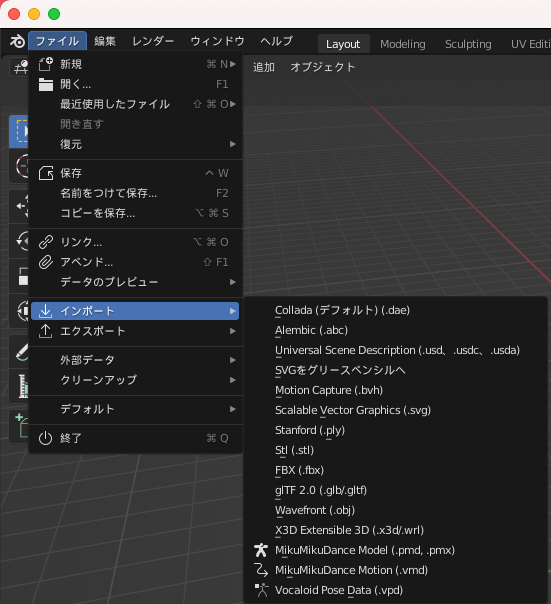 ファイル 編集 レンダー ウィンドウ ヘルプ Layout Modeling Sculpting UV Editi
追加 オブジェクト
新規 ⌘ N
開く... F1
最近使用したファイル ⇧ ⌘ O
開き直す
復元
保存 ^ W
名前をつけて保存... F2
コピーを保存... ⌥ ⌘ S
リンク... ⌥ ⌘ O
アペンド... ⇧ F1
データのプレビュー
インポート
エクスポート
外部データ
クリーンアップ
デフォルト
終了 ⌘ Q
Collada (デフォルト) (.dae)
Alembic (.abc)
Universal Scene Description (.usd、.usdc、.usda)
SVGをグリースペンシルへ
Motion Capture (.bvh)
Scalable Vector Graphics (.svg)
Stanford (.ply)
Stl (.stl)
FBX (.fbx)
glTF 2.0 (.glb/.gltf)
Wavefront (.obj)
X3D Extensible 3D (.x3d/.wrl)
MikuMikuDance Model (.pmd, .pmx)
MikuMikuDance Motion (.vmd)
Vocaloid Pose Data (.vpd)